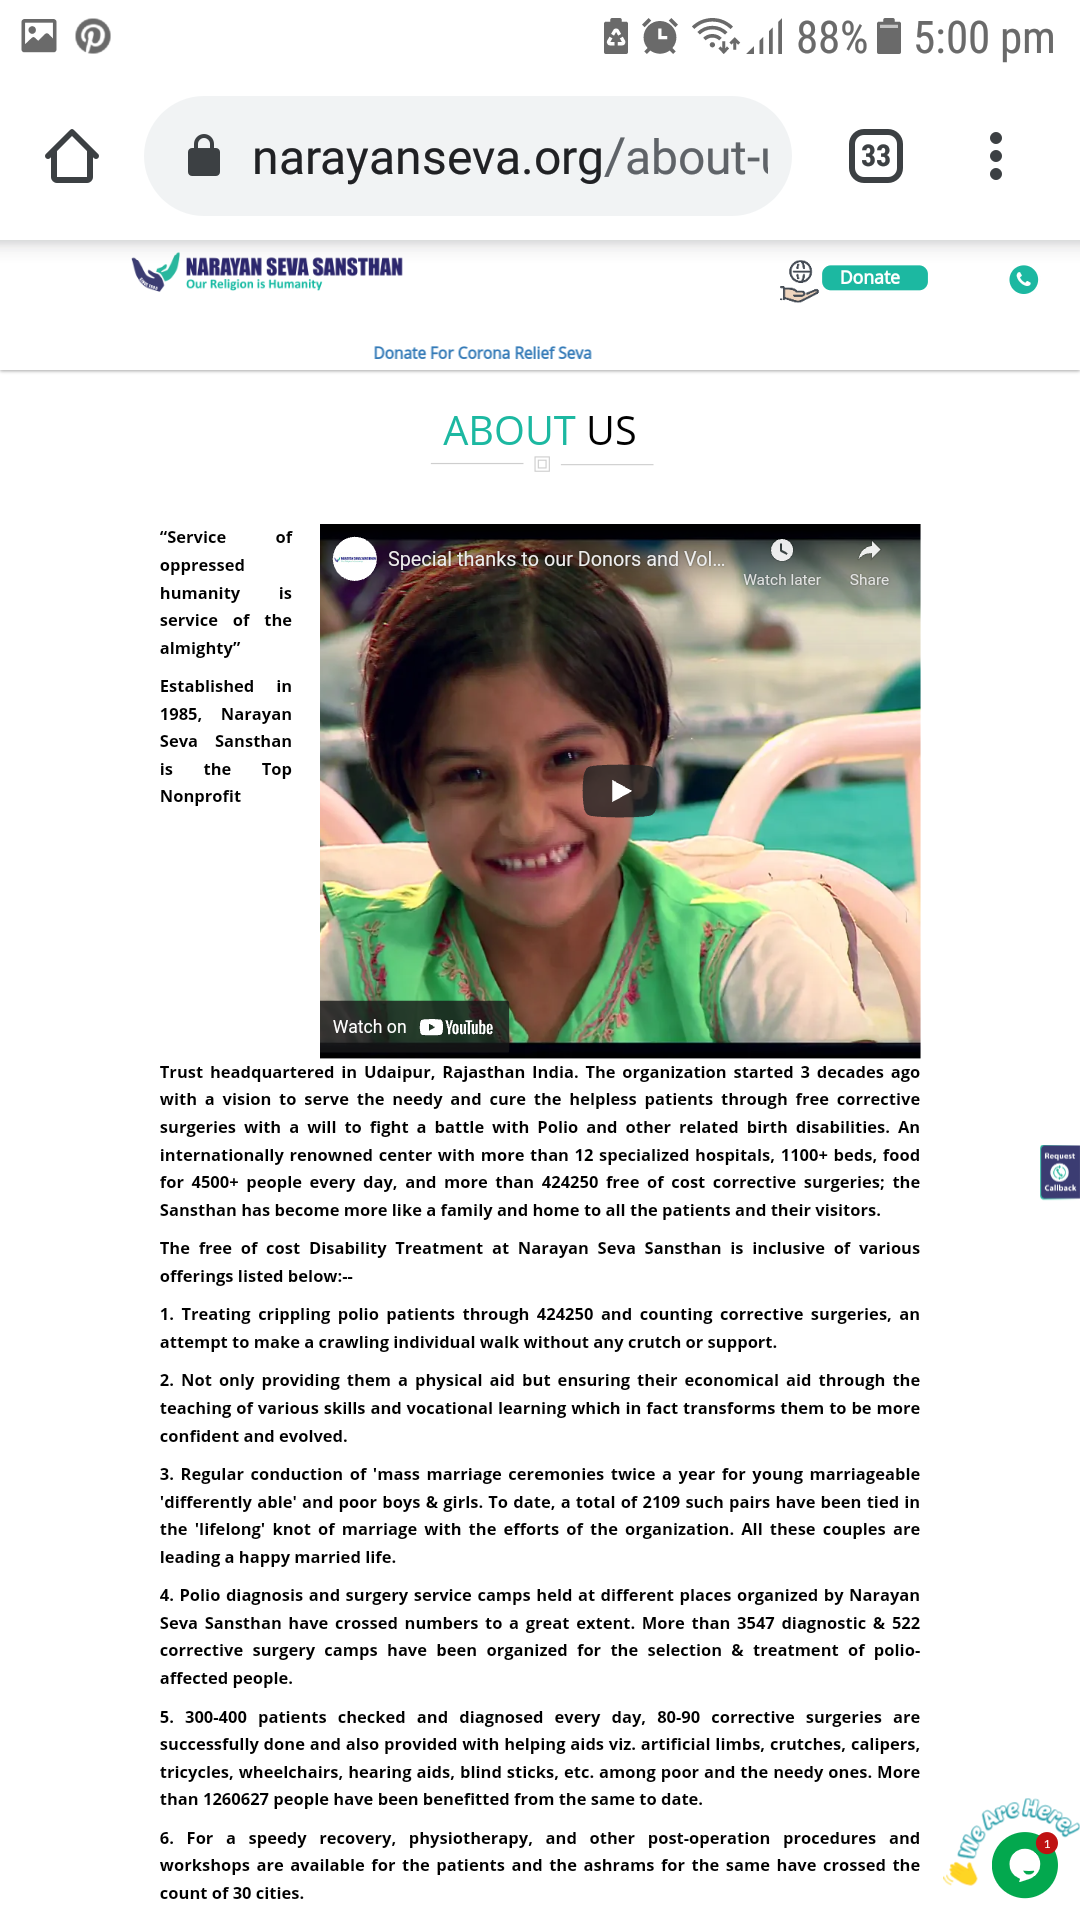 88% 5:00 pm
narayanseva.org/about-
33
NARAYAN SEVA SANSTHAN
Our Religion is Humanity
Donate
Donate For Corona Relief Seva
ABOUT US
“Service of
oppressed
humanity is
service of the
almighty”
Established in
1985, Narayan
Seva Sansthan
is the Top
Nonprofit
Special thanks to our Donors and Vol...
Watch later
Share
Watch on YouTube
Trust headquartered in Udaipur, Rajasthan India. The organization started 3 decades ago
with a vision to serve the needy and cure the helpless patients through free corrective
surgeries with a will to fight a battle with Polio and other related birth disabilities. An
internationally renowned center with more than 12 specialized hospitals, 1100+ beds, food
for 4500+ people every day, and more than 424250 free of cost corrective surgeries; the
Sansthan has become more like a family and home to all the patients and their visitors.
Request
Callback
The free of cost Disability Treatment at Narayan Seva Sansthan is inclusive of various
offerings listed below:--
1. Treating crippling polio patients through 424250 and counting corrective surgeries, an
attempt to make a crawling individual walk without any crutch or support.
2. Not only providing them a physical aid but ensuring their economical aid through the
teaching of various skills and vocational learning which in fact transforms them to be more
confident and evolved.
3. Regular conduction of 'mass marriage ceremonies twice a year for young marriageable
'differently able' and poor boys & girls. To date, a total of 2109 such pairs have been tied in
the 'lifelong' knot of marriage with the efforts of the organization. All these couples are
leading a happy married life.
4. Polio diagnosis and surgery service camps held at different places organized by Narayan
Seva Sansthan have crossed numbers to a great extent. More than 3547 diagnostic & 522
corrective surgery camps have been organized for the selection & treatment of polio-
affected people.
5. 300-400 patients checked and diagnosed every day, 80-90 corrective surgeries are
successfully done and also provided with helping aids viz. artificial limbs, crutches, calipers,
tricycles, wheelchairs, hearing aids, blind sticks, etc. among poor and the needy ones. More
than 1260627 people have been benefitted from the same to date.
6. For a speedy recovery, physiotherapy, and other post-operation procedures and
workshops are available for the patients and the ashrams for the same have crossed the
count of 30 cities.
We Are Here!
1